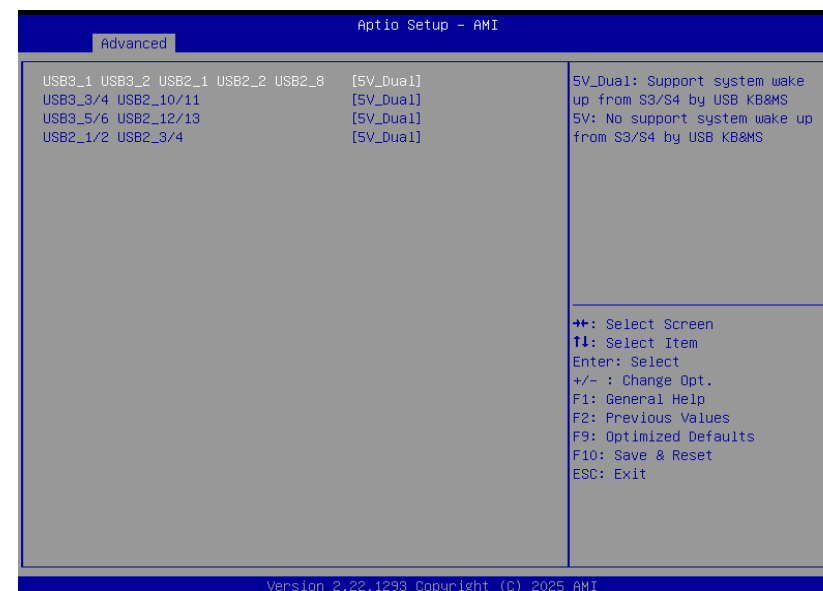 Aptio Setup – AMI
Advanced
USB3_1 USB3_2 USB2_1 USB2_2 USB2_8 [5V_Dual]
USB3_3/4 USB2_10/11 [5V_Dual]
USB3_5/6 USB2_12/13 [5V_Dual]
USB2_1/2 USB2_3/4 [5V_Dual]
5V_Dual: Support system wake
up from S3/S4 by USB KB&MS
5V: No support system wake up
from S3/S4 by USB KB&MS
→←: Select Screen
↑↓: Select Item
Enter: Select
+/- : Change Opt.
F1: General Help
F2: Previous Values
F9: Optimized Defaults
F10: Save & Reset
ESC: Exit
Version 2.22.1293 Copyright (C) 2025 AMI